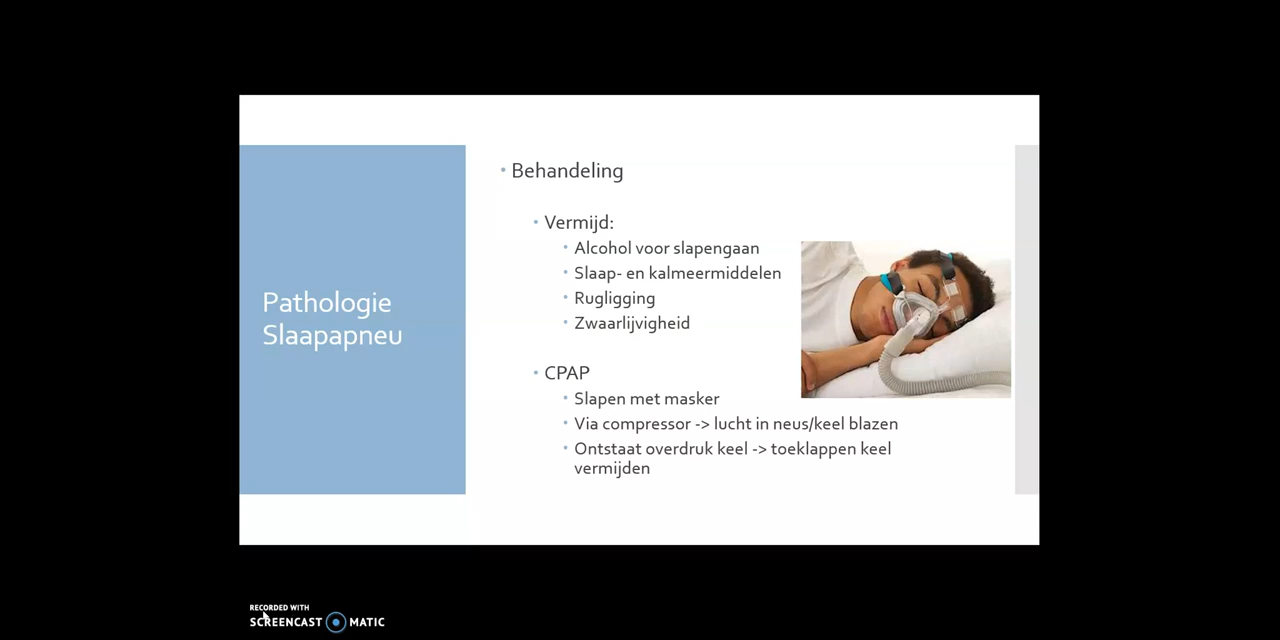 Pathologie
Slaapapneu
Behandeling
Vermijd:
Alcohol voor slapengaan
Slaap- en kalmeermiddelen
Rugligging
Zwaarlijvigheid
CPAP
Slapen met masker
Via compressor -> lucht in neus/keel blazen
Ontstaat overdruk keel -> toeklappen keel
vermijden
RECORDED WITH
SCREENCAST MATIC